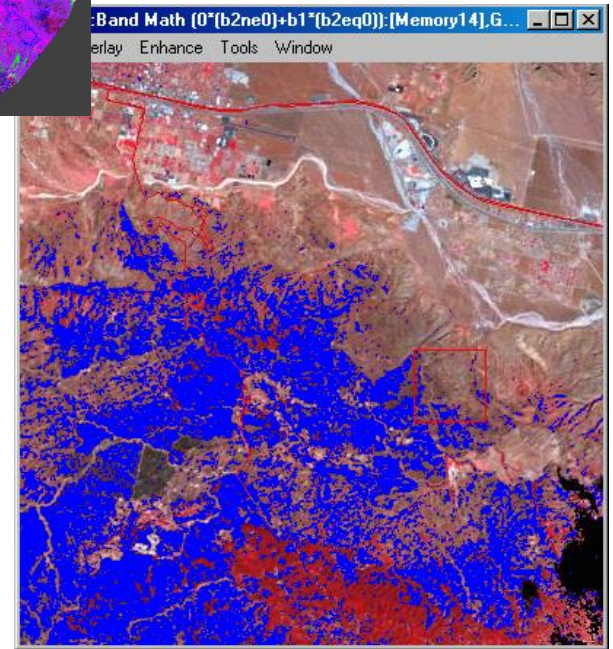 :Band Math (0*(b2ne0)+b1*(b2eq0)):[Memory14],G...
erlay Enhance Tools Window